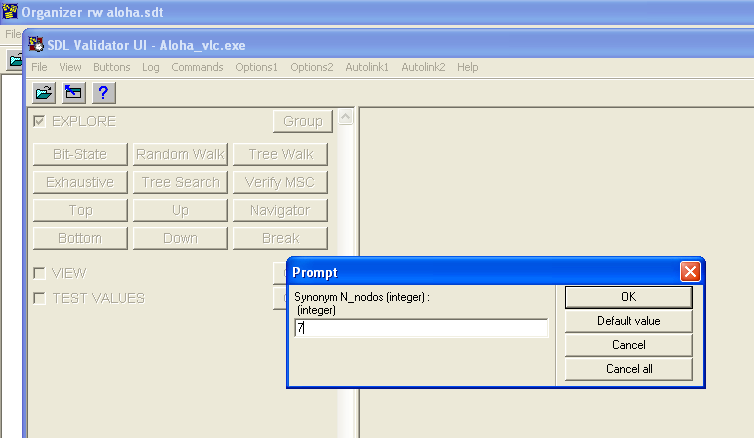 Organizer rw aloha.sdt
File
SDL Validator UI - Aloha_vlc.exe
File View Buttons Log Commands Options1 Options2 Autolink1 Autolink2 Help
?
EXPLORE Group
Bit-State Random Walk Tree Walk
Exhaustive Tree Search Verify MSC
Top Up Navigator
Bottom Down Break
VIEW
TEST VALUES
Prompt
Synonym N_nodos (integer) :
(integer)
7
OK
Default value
Cancel
Cancel all